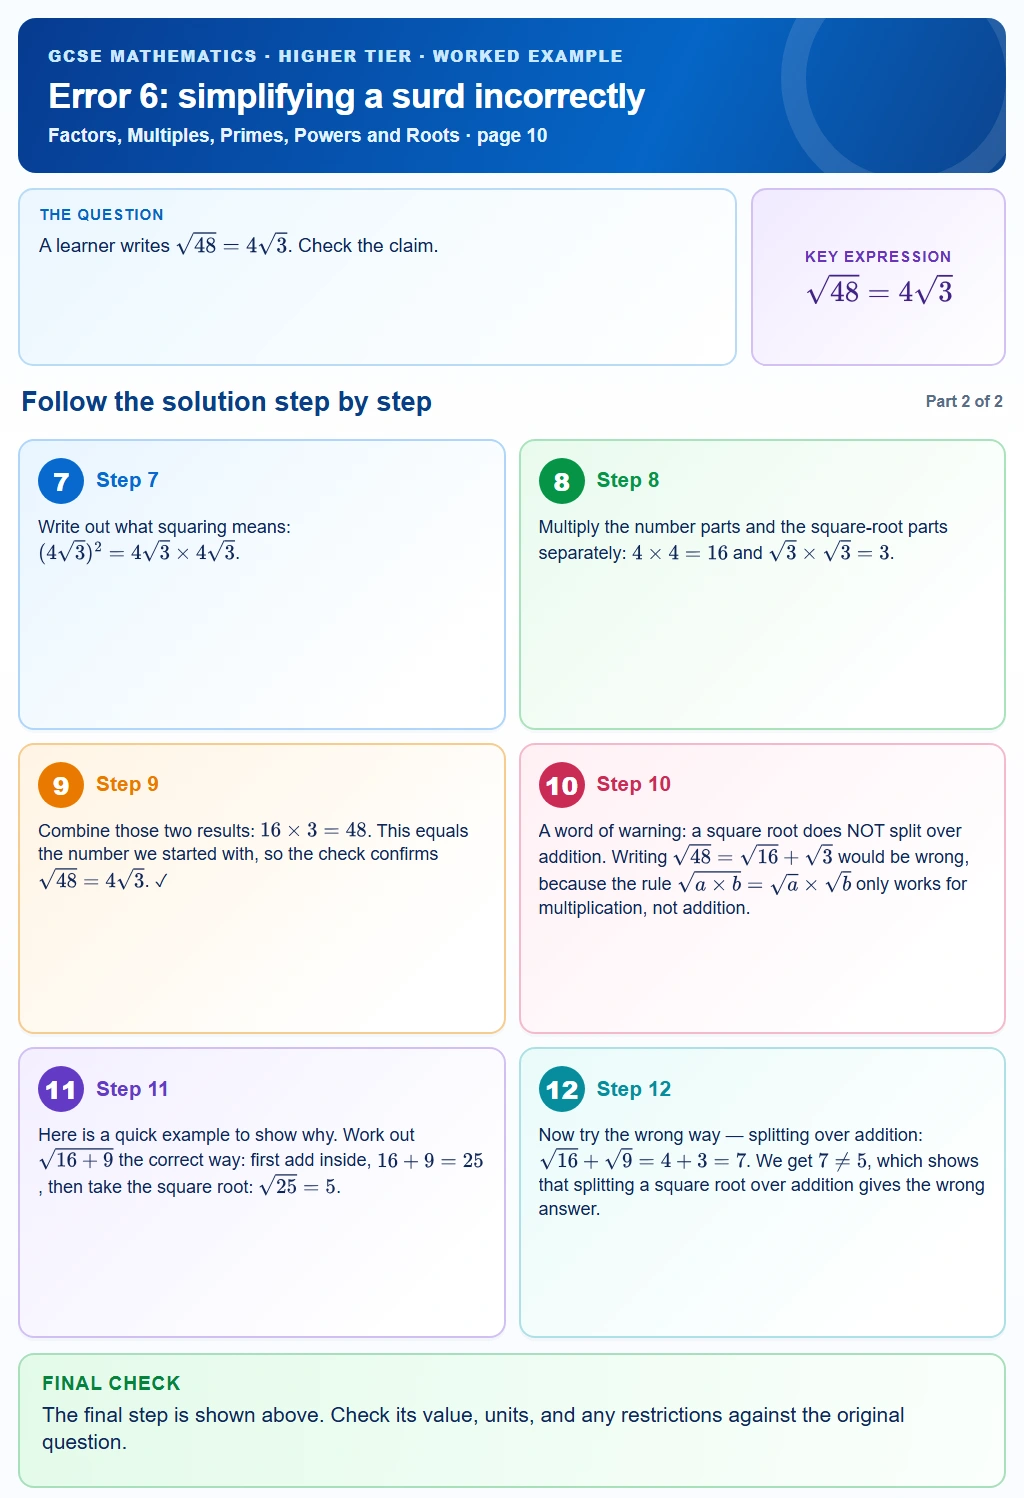 GCSE MATHEMATICS · HIGHER TIER · WORKED EXAMPLE
Error 6: simplifying a surd incorrectly
Factors, Multiples, Primes, Powers and Roots · page 10
THE QUESTION
A learner writes √48 = 4√3. Check the claim.
KEY EXPRESSION
√48 = 4√3
Follow the solution step by step
Part 2 of 2
7 Step 7
Write out what squaring means:
(4√3)² = 4√3 × 4√3.
8 Step 8
Multiply the number parts and the square-root parts
separately: 4 × 4 = 16 and √3 × √3 = 3.
9 Step 9
Combine those two results: 16 × 3 = 48. This equals
the number we started with, so the check confirms
√48 = 4√3. ✓
10 Step 10
A word of warning: a square root does NOT split over
addition. Writing √48 = √16 + √3 would be wrong,
because the rule √(a × b) = √a × √b only works for
multiplication, not addition.
11 Step 11
Here is a quick example to show why. Work out
√(16 + 9) the correct way: first add inside, 16 + 9 = 25
, then take the square root: √25 = 5.
12 Step 12
Now try the wrong way — splitting over addition:
√16 + √9 = 4 + 3 = 7. We get 7 ≠ 5, which shows
that splitting a square root over addition gives the wrong
answer.
FINAL CHECK
The final step is shown above. Check its value, units, and any restrictions against the original
question.